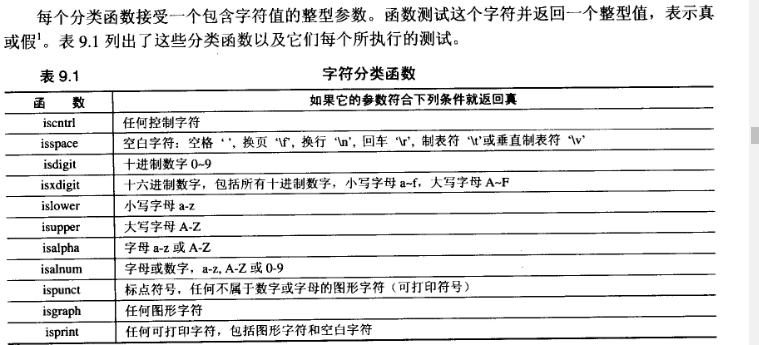 每个分类函数接受一个包含字符值的整型参数。函数测试这个字符并返回一个整型值，表示真
或假¹。表 9.1 列出了这些分类函数以及它们每个所执行的测试。
表 9.1 字符分类函数
函 数 如果它的参数符合下列条件就返回真
iscntrl 任何控制字符
isspace 空白字符：空格 ‘ ’, 换页 ‘\f’, 换行 ‘\n’, 回车 ‘\r’, 制表符 ‘\t’或垂直制表符 ‘\v’
isdigit 十进制数字 0~9
isxdigit 十六进制数字，包括所有十进制数字，小写字母 a~f，大写字母 A~F
islower 小写字母 a-z
isupper 大写字母 A-Z
isalpha 字母 a-z 或 A-Z
isalnum 字母或数字，a-z, A-Z 或 0-9
ispunct 标点符号，任何不属于数字或字母的图形字符（可打印符号）
isgraph 任何图形字符
isprint 任何可打印字符，包括图形字符和空白字符